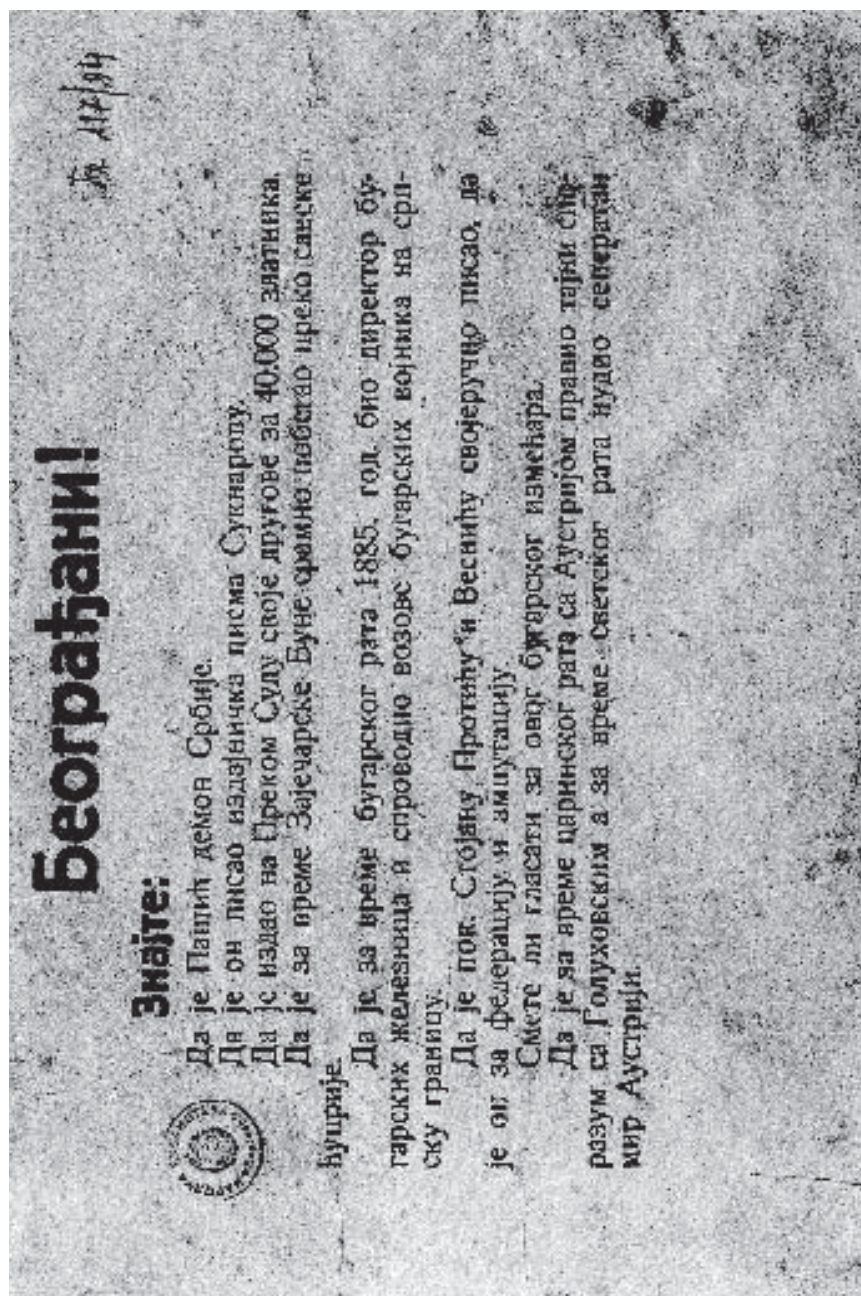 Београђани!
Знајте:
Да је Пашић демон Србије.
Да је он писао издајничка писма Сукнаролу.
Да је издао на Преком Суду своје другове за 40.000 златника.
Да је за време Зајечарске Буне срамно побегао преко савске
ћуприје.
Да је за време бугарског рата 1885. год. био директор бу-
гарских железница и спроводио возове бугарских војника на срп-
ску границу.
Да је пок. Стојану Протићу и Веснићу својеручно писао, да
је он за федерацију и ампутацију.
Смете ли гласати за овог бугарског измећара.
Да је за време царинског рата са Аустријом правио тајни спо-
разум са Голуховским а за време светског рата нудио сепратан
мир Аустрији.